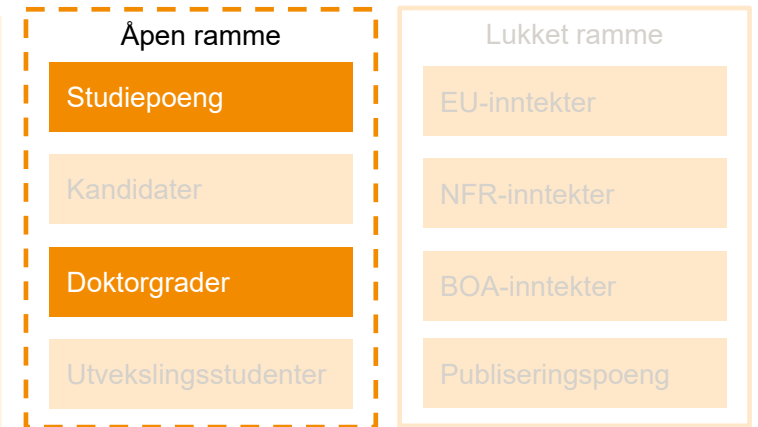 Åpen ramme
Studiepoeng
Kandidater
Doktorgrader
Utvekslingsstudenter
Lukket ramme
EU-inntekter
NFR-inntekter
BOA-inntekter
Publiseringspoeng